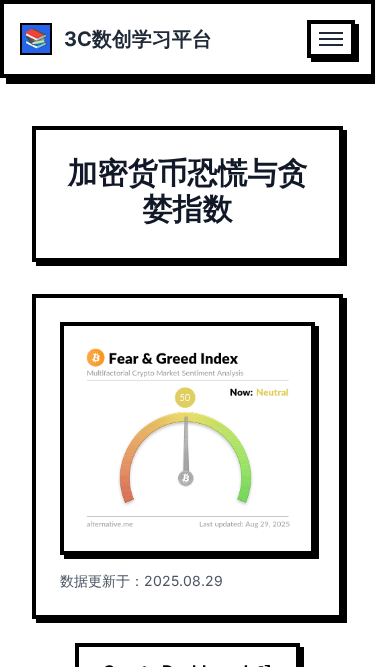 3C数创学习平台
加密货币恐慌与贪
婪指数
Fear & Greed Index
Multifactorial Crypto Market Sentiment Analysis
Now: Neutral
50
alternative.me
Last updated: Aug 29, 2025
数据更新于：2025.08.29